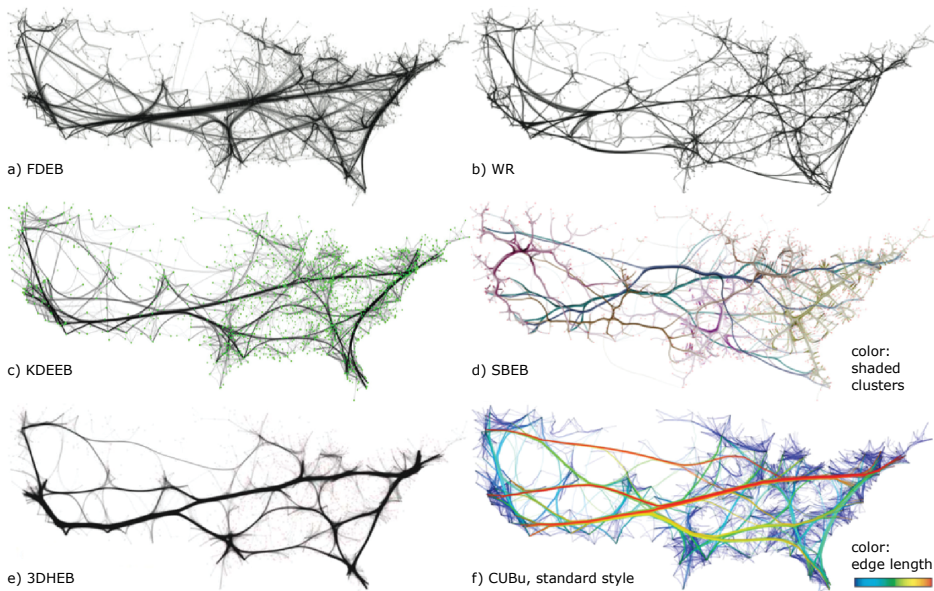 a) FDEB
b) WR
c) KDEEB
d) SBEB
color:
shaded
clusters
e) 3DHEB
f) CUBu, standard style
color:
edge length